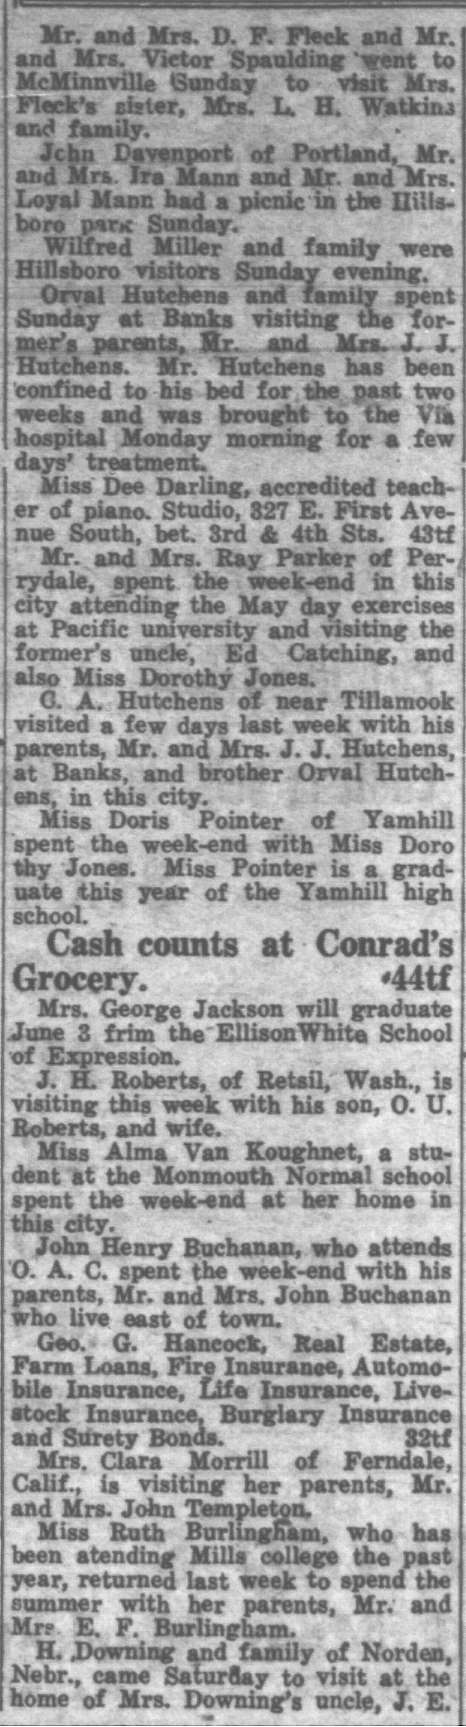 Mr. and Mrs. D. F. Fleck and Mr.
and Mrs. Victor Spaulding went to
McMinnville Sunday to visit Mrs.
Fleck's sister, Mrs. L. H. Watkins
and family.
John Davenport of Portland, Mr.
and Mrs. Ira Mann and Mr. and Mrs.
Loyal Mann had a picnic in the Hills-
boro park Sunday.
Wilfred Miller and family were
Hillsboro visitors Sunday evening.
Orval Hutchens and family spent
Sunday at Banks visiting the for-
mer's parents, Mr. and Mrs. J. J.
Hutchens. Mr. Hutchens has been
confined to his bed for the past two
weeks and was brought to the Via
hospital Monday morning for a few
days' treatment.
Miss Dee Darling, accredited teach-
er of piano. Studio, 327 E. First Ave-
nue South, bet. 3rd & 4th Sts. 43tf
Mr. and Mrs. Ray Parker of Per-
rydale, spent the week-end in this
city attending the May day exercises
at Pacific university and visiting the
former's uncle, Ed Catching, and
also Miss Dorothy Jones.
C. A. Hutchens of near Tillamook
visited a few days last week with his
parents, Mr. and Mrs. J. J. Hutchens,
at Banks, and brother Orval Hutch-
ens, in this city.
Miss Doris Pointer of Yamhill
spent the week-end with Miss Doro
thy Jones. Miss Pointer is a grad-
uate this year of the Yamhill high
school.
Cash counts at Conrad's
Grocery. 44tf
Mrs. George Jackson will graduate
June 3 frim the EllisonWhite School
of Expression.
J. H. Roberts, of Retsil, Wash., is
visiting this week with his son, O. U.
Roberts, and wife.
Miss Alma Van Koughnet, a stu-
dent at the Monmouth Normal school
spent the week-end at her home in
this city.
John Henry Buchanan, who attends
O. A. C. spent the week-end with his
parents, Mr. and Mrs. John Buchanan
who live east of town.
Geo. G. Hancock, Real Estate,
Farm Loans, Fire Insurance, Automo-
bile Insurance, Life Insurance, Live-
stock Insurance, Burglary Insurance
and Surety Bonds. 32tf
Mrs. Clara Morrill of Ferndale,
Calif., is visiting her parents, Mr.
and Mrs. John Templeton.
Miss Ruth Burlingham, who has
been atending Mills college the past
year, returned last week to spend the
summer with her parents, Mr. and
Mrs E. F. Burlingham.
H. Downing and family of Norden,
Nebr., came Saturday to visit at the
home of Mrs. Downing's uncle, J. E.